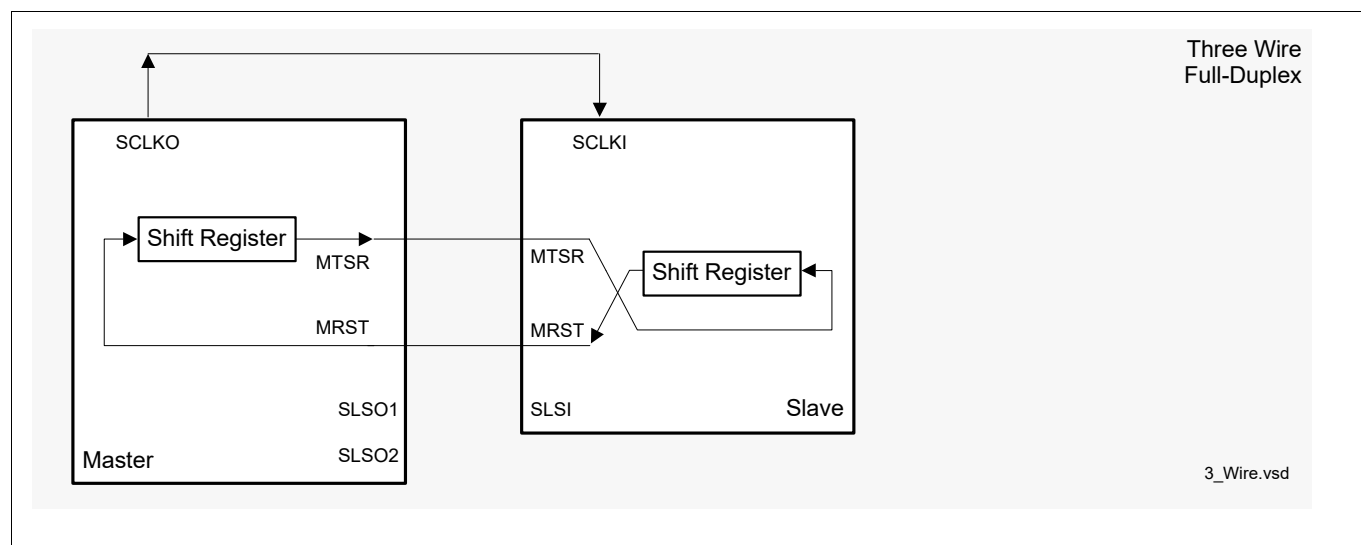 Three Wire
Full-Duplex
SCLKO
SCLKI
Shift Register
MTSR
MTSR
Shift Register
MRST
MRST
SLSO1
SLSI
Slave
Master
SLSO2
3_Wire.vsd